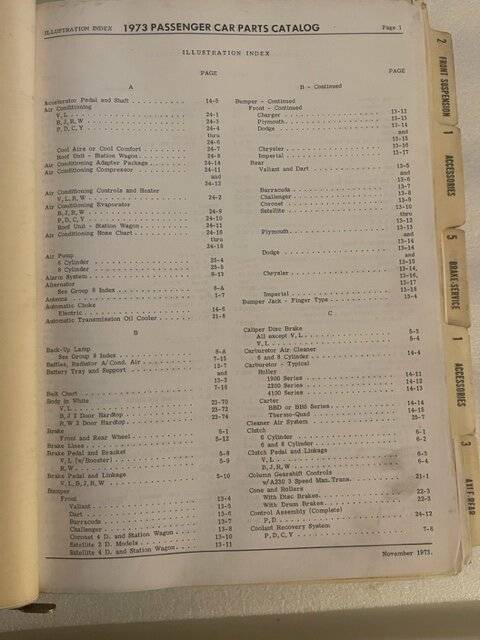 ILLUSTRATION INDEX 1973 PASSENGER CAR PARTS CATALOG Page 1
ILLUSTRATION INDEX
PAGE
A
Accelerator Pedal and Shaft 14-5
Air Conditioning
V, L 24-1
B, J, R, W 24-3
P, D, C, Y 24-4
thru
24-6
Cool Aire or Cool Comfort 24-7
Roof Unit - Station Wagon 24-8
Air Conditioning Adapter Package 24-14
Air Conditioning Compressor 24-11
and
24-12
Air Conditioning Controls and Heater
V, L, R, W 24-2
Air Conditioning Evaporator
B, J, R, W 24-9
P, D, C, Y 24-10
Roof Unit - Station Wagon 24-11
Air Conditioning Hose Chart 24-15
thru
24-18
Air Pump
6 Cylinder 25-4
8 Cylinder 25-5
Alarm System 8-13
Alternator
See Group 8 Index 8-A
Antenna 1-7
Automatic Choke
Electric 14-6
Automatic Transmission Oil Cooler 21-8
B
Back-Up Lamp
See Group 8 Index 8-A
Baffles, Radiator A/Cond. Air 7-15
Battery Tray and Support 13-7
and
13-2
7-16
Belt Chart
Body in White 23-70
V, L 23-72
B, J 2 Door Hardtop 23-74
R, W 2 Door Hardtop
Brake 5-1
Front and Rear Wheel 5-12
Brake Lines
Brake Pedal and Bracket 5-8
V, L (w/Booster) 5-9
R, W
Brake Pedal and Linkage 5-10
V, L, B, J, R, W
Bumper
Front 13-4
Valiant 13-5
Dart 13-6
Barracuda 13-7
Challenger 13-8
Coronet 4 D. and Station Wagon 13-10
Satellite 2 D. Models 13-11
Satellite 4 D. and Station Wagon
PAGE
B - Continued
Bumper - Continued
Front - Continued
Charger 13-12
Plymouth 13-13
Dodge 13-14
and
13-15
Chrysler 13-16
Imperial 13-17
Rear
Valiant and Dart 13-5
and
13-6
Barracuda 13-7
Challenger 13-8
Coronet 13-9
Satellite 13-10
thru
13-12
Plymouth 13-13
and
13-14
Dodge 13-14
and
13-15
Chrysler 13-14,
13-16,
13-17
Imperial 13-18
Bumper Jack - Finger Type 13-4
C
Caliper Disc Brake
All except V, L 5-5
V, L 5-4
Carburetor Air Cleaner
6 and 8 Cylinder 14-4
Carburetor - Typical
Holley
1900 Series 14-11
2200 Series 14-12
4100 Series 14-13
Carter
BBD or BBS Series 14-14
Thermo-Quad 14-15
Cleaner Air System 25-7
Clutch
6 Cylinder 6-1
6 and 8 Cylinder 6-2
Clutch Pedal and Linkage
V, L 6-3
B, J, R, W 6-4
Column Gearshift Controls
w/A230 3 Speed Man. Trans. 21-1
Cone and Rollers
With Disc Brakes 22-3
With Drum Brakes 22-3
Control Assembly (Complete)
P, D 24-12
Coolant Recovery System
P, D, C, Y 7-6
November 1973.
2 FRONT SUSPENSION
1 ACCESSORIES
5 BRAKE-SERVICE
1 ACCESSORIES
3 AXLE REAR